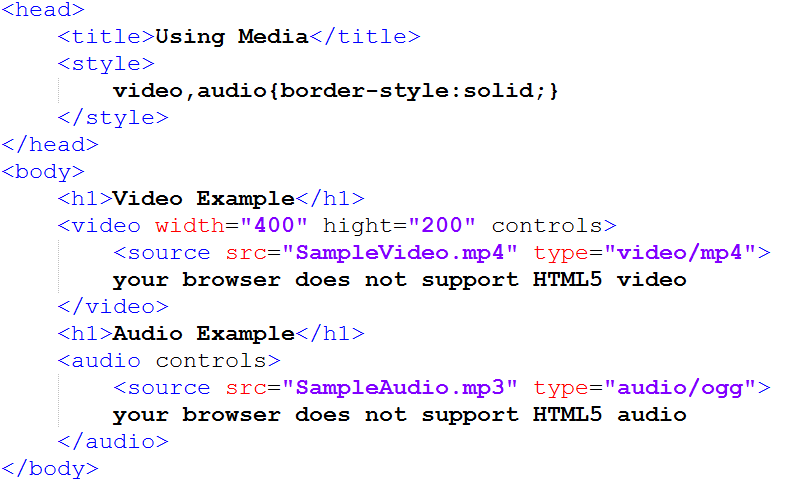 <head>
    <title>Using Media</title>
    <style>
        video,audio{border-style:solid;}
    </style>
</head>
<body>
    <h1>Video Example</h1>
    <video width="400" hight="200" controls>
        <source src="SampleVideo.mp4" type="video/mp4">
        your browser does not support HTML5 video
    </video>
    <h1>Audio Example</h1>
    <audio controls>
        <source src="SampleAudio.mp3" type="audio/ogg">
        your browser does not support HTML5 audio
    </audio>
</body>